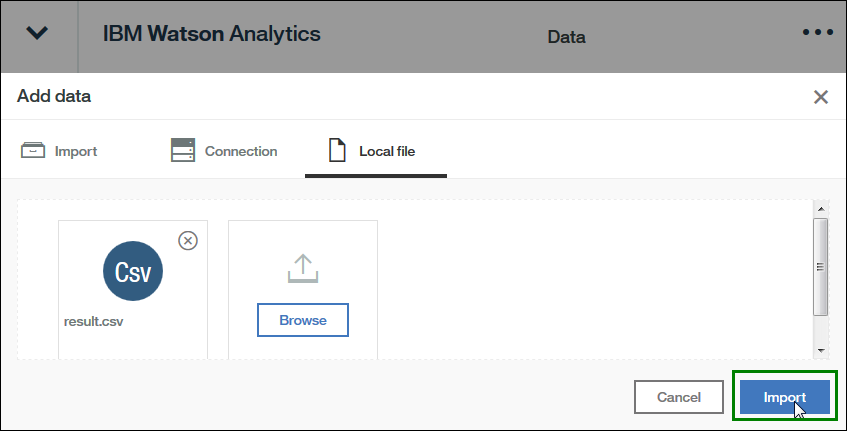 IBM Watson Analytics
Data
Add data
Import
Connection
Local file
Csv
result.csv
Browse
Cancel
Import